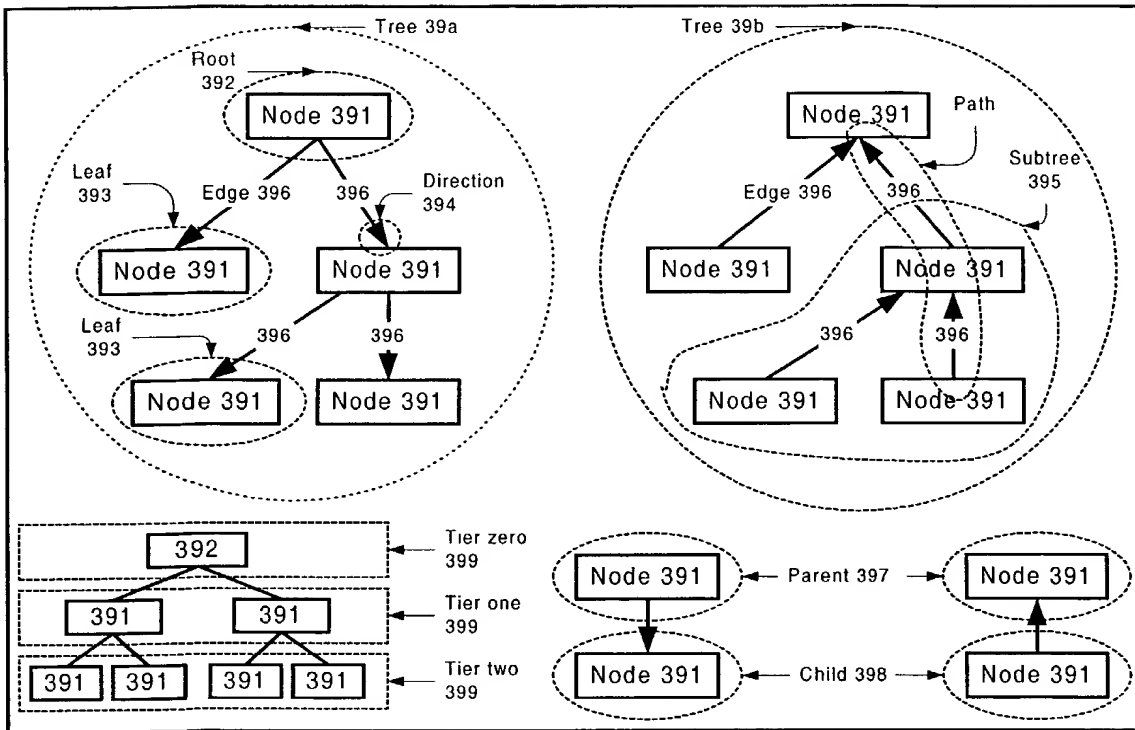 Tree 39a
Root
392
Node 391
Leaf
393
Edge 396
396
Direction
394
Node 391
Node 391
Leaf
393
396
396
Node 391
Node 391
Tree 39b
Node 391
Path
Subtree
395
Edge 396
396
Node 391
Node 391
396
396
Node 391
Node 391
392
Tier zero
399
391
391
Tier one
399
391
391
391
391
Tier two
399
Node 391
Parent 397
Node 391
Node 391
Child 398
Node 391